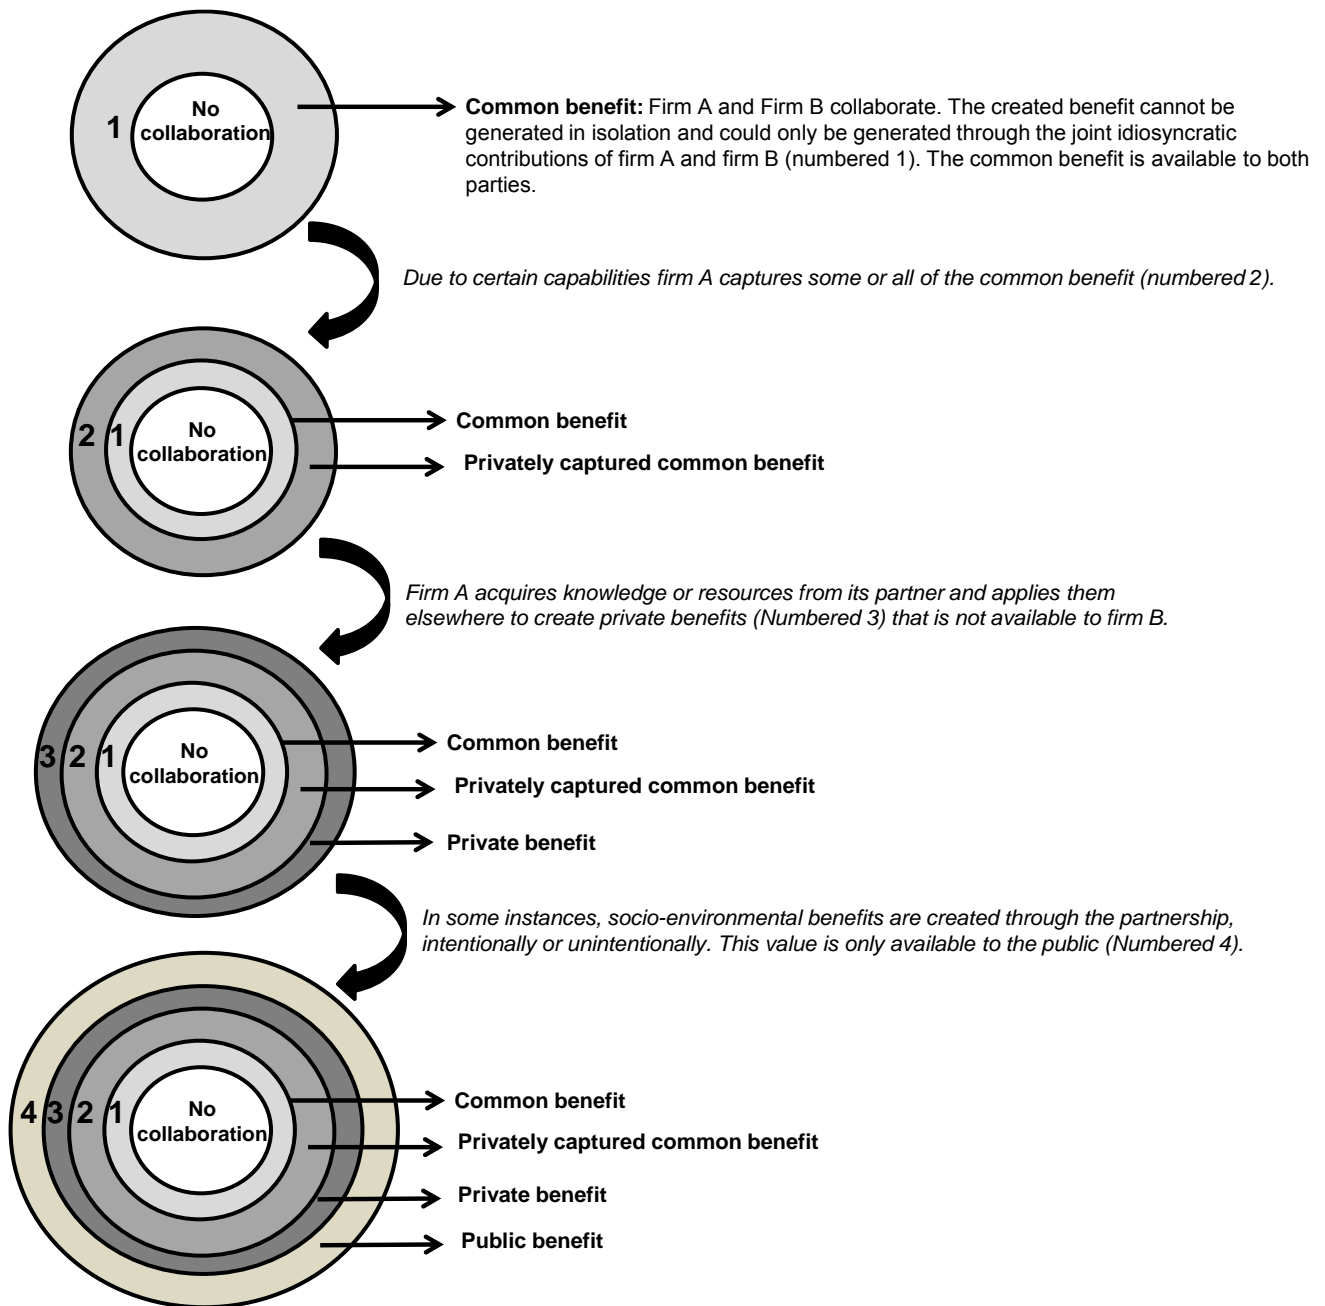 No
collaboration
1
Common benefit: Firm A and Firm B collaborate. The created benefit cannot be
generated in isolation and could only be generated through the joint idiosyncratic
contributions of firm A and firm B (numbered 1). The common benefit is available to both
parties.
Due to certain capabilities firm A captures some or all of the common benefit (numbered 2).
2 1
No
collaboration
Common benefit
Privately captured common benefit
Firm A acquires knowledge or resources from its partner and applies them
elsewhere to create private benefits (Numbered 3) that is not available to firm B.
3 2 1
No
collaboration
Common benefit
Privately captured common benefit
Private benefit
In some instances, socio-environmental benefits are created through the partnership,
intentionally or unintentionally. This value is only available to the public (Numbered 4).
4 3 2 1
No
collaboration
Common benefit
Privately captured common benefit
Private benefit
Public benefit